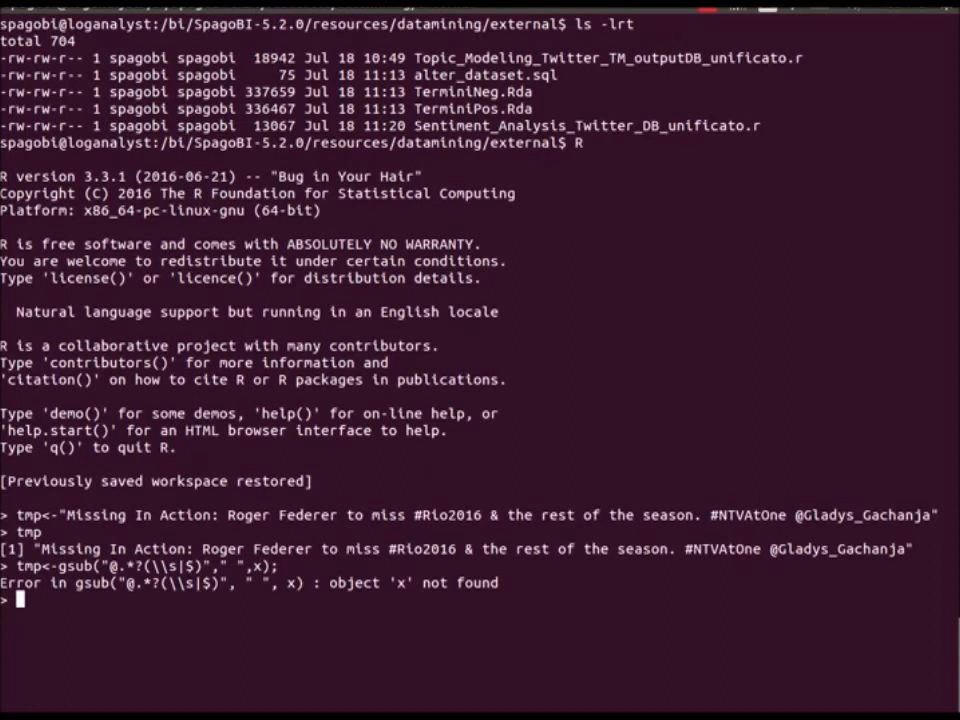 spagobi@loganalyst:/bi/SpagoBI-5.2.0/resources/datamining/external$ ls -lrt
total 704
-rw-rw-r-- 1 spagobi spagobi  18942 Jul 18 10:49 Topic_Modeling_Twitter_TM_outputDB_unificato.r
-rw-rw-r-- 1 spagobi spagobi     75 Jul 18 11:13 alter_dataset.sql
-rw-rw-r-- 1 spagobi spagobi 337659 Jul 18 11:13 TerminiNeg.Rda
-rw-rw-r-- 1 spagobi spagobi 336467 Jul 18 11:13 TerminiPos.Rda
-rw-rw-r-- 1 spagobi spagobi  13067 Jul 18 11:20 Sentiment_Analysis_Twitter_DB_unificato.r
spagobi@loganalyst:/bi/SpagoBI-5.2.0/resources/datamining/external$ R
R version 3.3.1 (2016-06-21) -- "Bug in Your Hair"
Copyright (C) 2016 The R Foundation for Statistical Computing
Platform: x86_64-pc-linux-gnu (64-bit)
R is free software and comes with ABSOLUTELY NO WARRANTY.
You are welcome to redistribute it under certain conditions.
Type 'license()' or 'licence()' for distribution details.
Natural language support but running in an English locale
R is a collaborative project with many contributors.
Type 'contributors()' for more information and
'citation()' on how to cite R or R packages in publications.
Type 'demo()' for some demos, 'help()' for on-line help, or
'help.start()' for an HTML browser interface to help.
Type 'q()' to quit R.
[Previously saved workspace restored]
> tmp<-"Missing In Action: Roger Federer to miss #Rio2016 & the rest of the season. #NTVAtOne @Gladys_Gachanja"
> tmp
[1] "Missing In Action: Roger Federer to miss #Rio2016 & the rest of the season. #NTVAtOne @Gladys_Gachanja"
> tmp<-gsub("@.*?(\\s|$)"," ",x);
Error in gsub("@.*?(\\s|$)", " ", x) : object 'x' not found
>